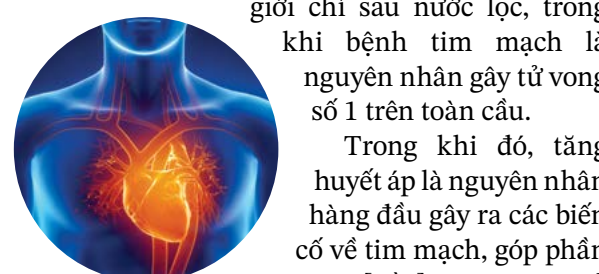 giới chỉ sau nước lọc, trong
khi bệnh tim mạch là
nguyên nhân gây tử vong
số 1 trên toàn cầu.
Trong khi đó, tăng
huyết áp là nguyên nhân
hàng đầu gây ra các biến
cố về tim mạch, góp phần